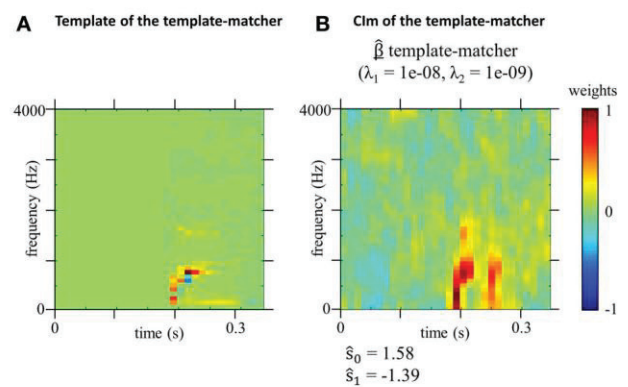 A Template of the template-matcher
B CIm of the template-matcher
β̂ template-matcher
(λ1 = 1e-08, λ2 = 1e-09)
weights
4000
frequency (Hz)
0
0
time (s)
0.3
4000
frequency (Hz)
0
0
time (s)
0.3
1
0
-1
ŝ0 = 1.58
ŝ1 = -1.39